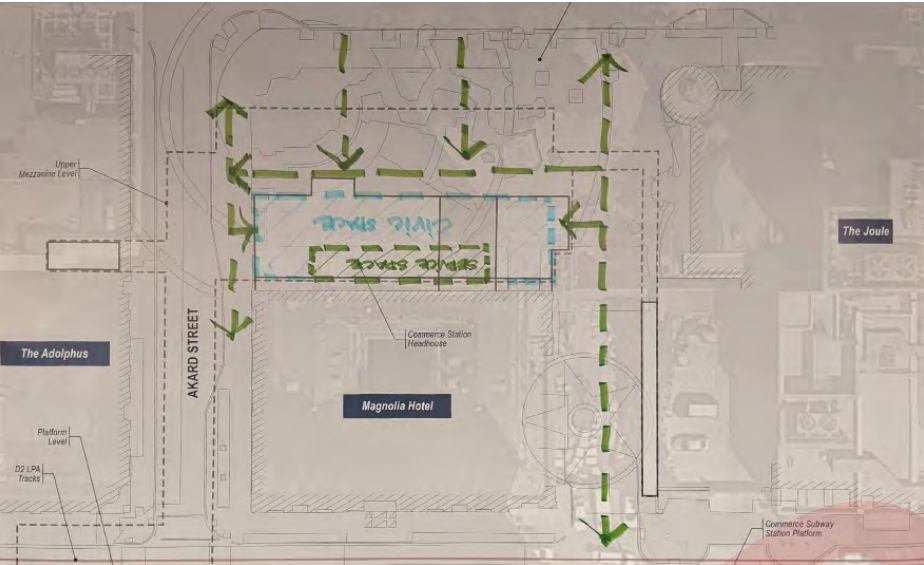 Upper
Mezzanine Level
civic space
The Joule
SERVICE SPACE
AKARD STREET
Commerce Station
Headhouse
The Adolphus
Magnolia Hotel
Platform
Level
D2 LPA
Tracks
Commerce Subway
Station Platform